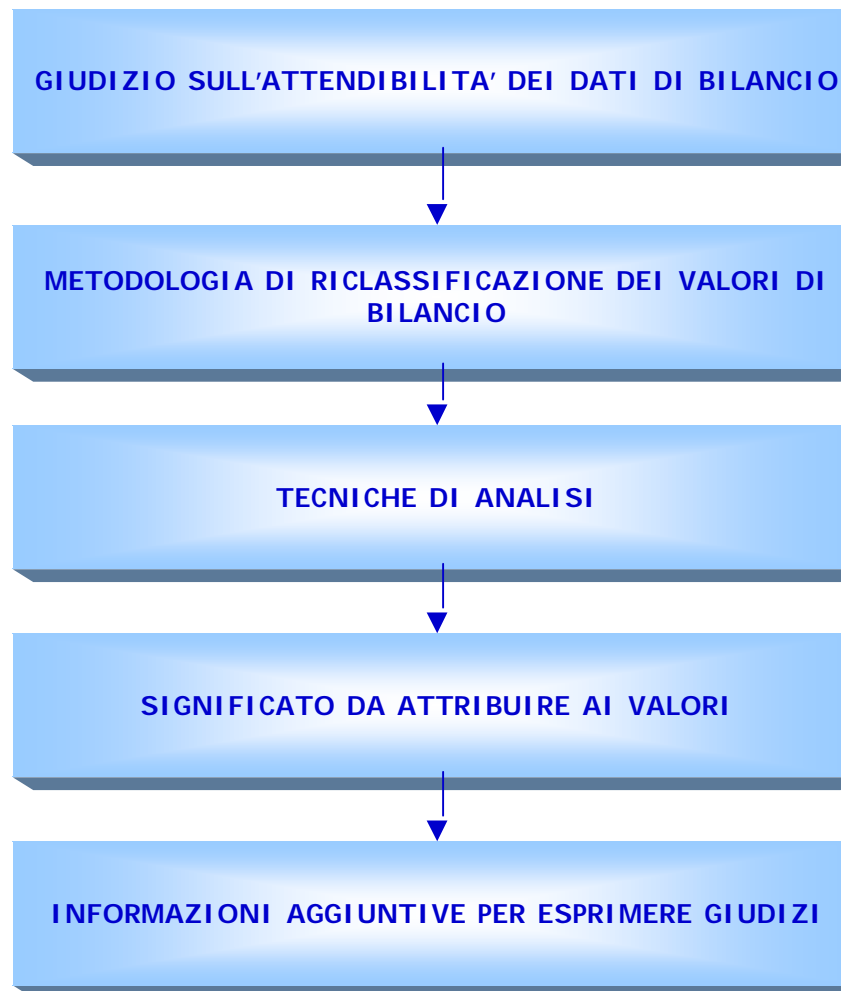 GIUDIZIO SULL'ATTENDIBILITA' DEI DATI DI BILANCIO
METODOLOGIA DI RICLASSIFICAZIONE DEI VALORI DI
BILANCIO
TECNICHE DI ANALISI
SIGNIFICATO DA ATTRIBUIRE AI VALORI
INFORMAZIONI AGGIUNTIVE PER ESPRIMERE GIUDIZI